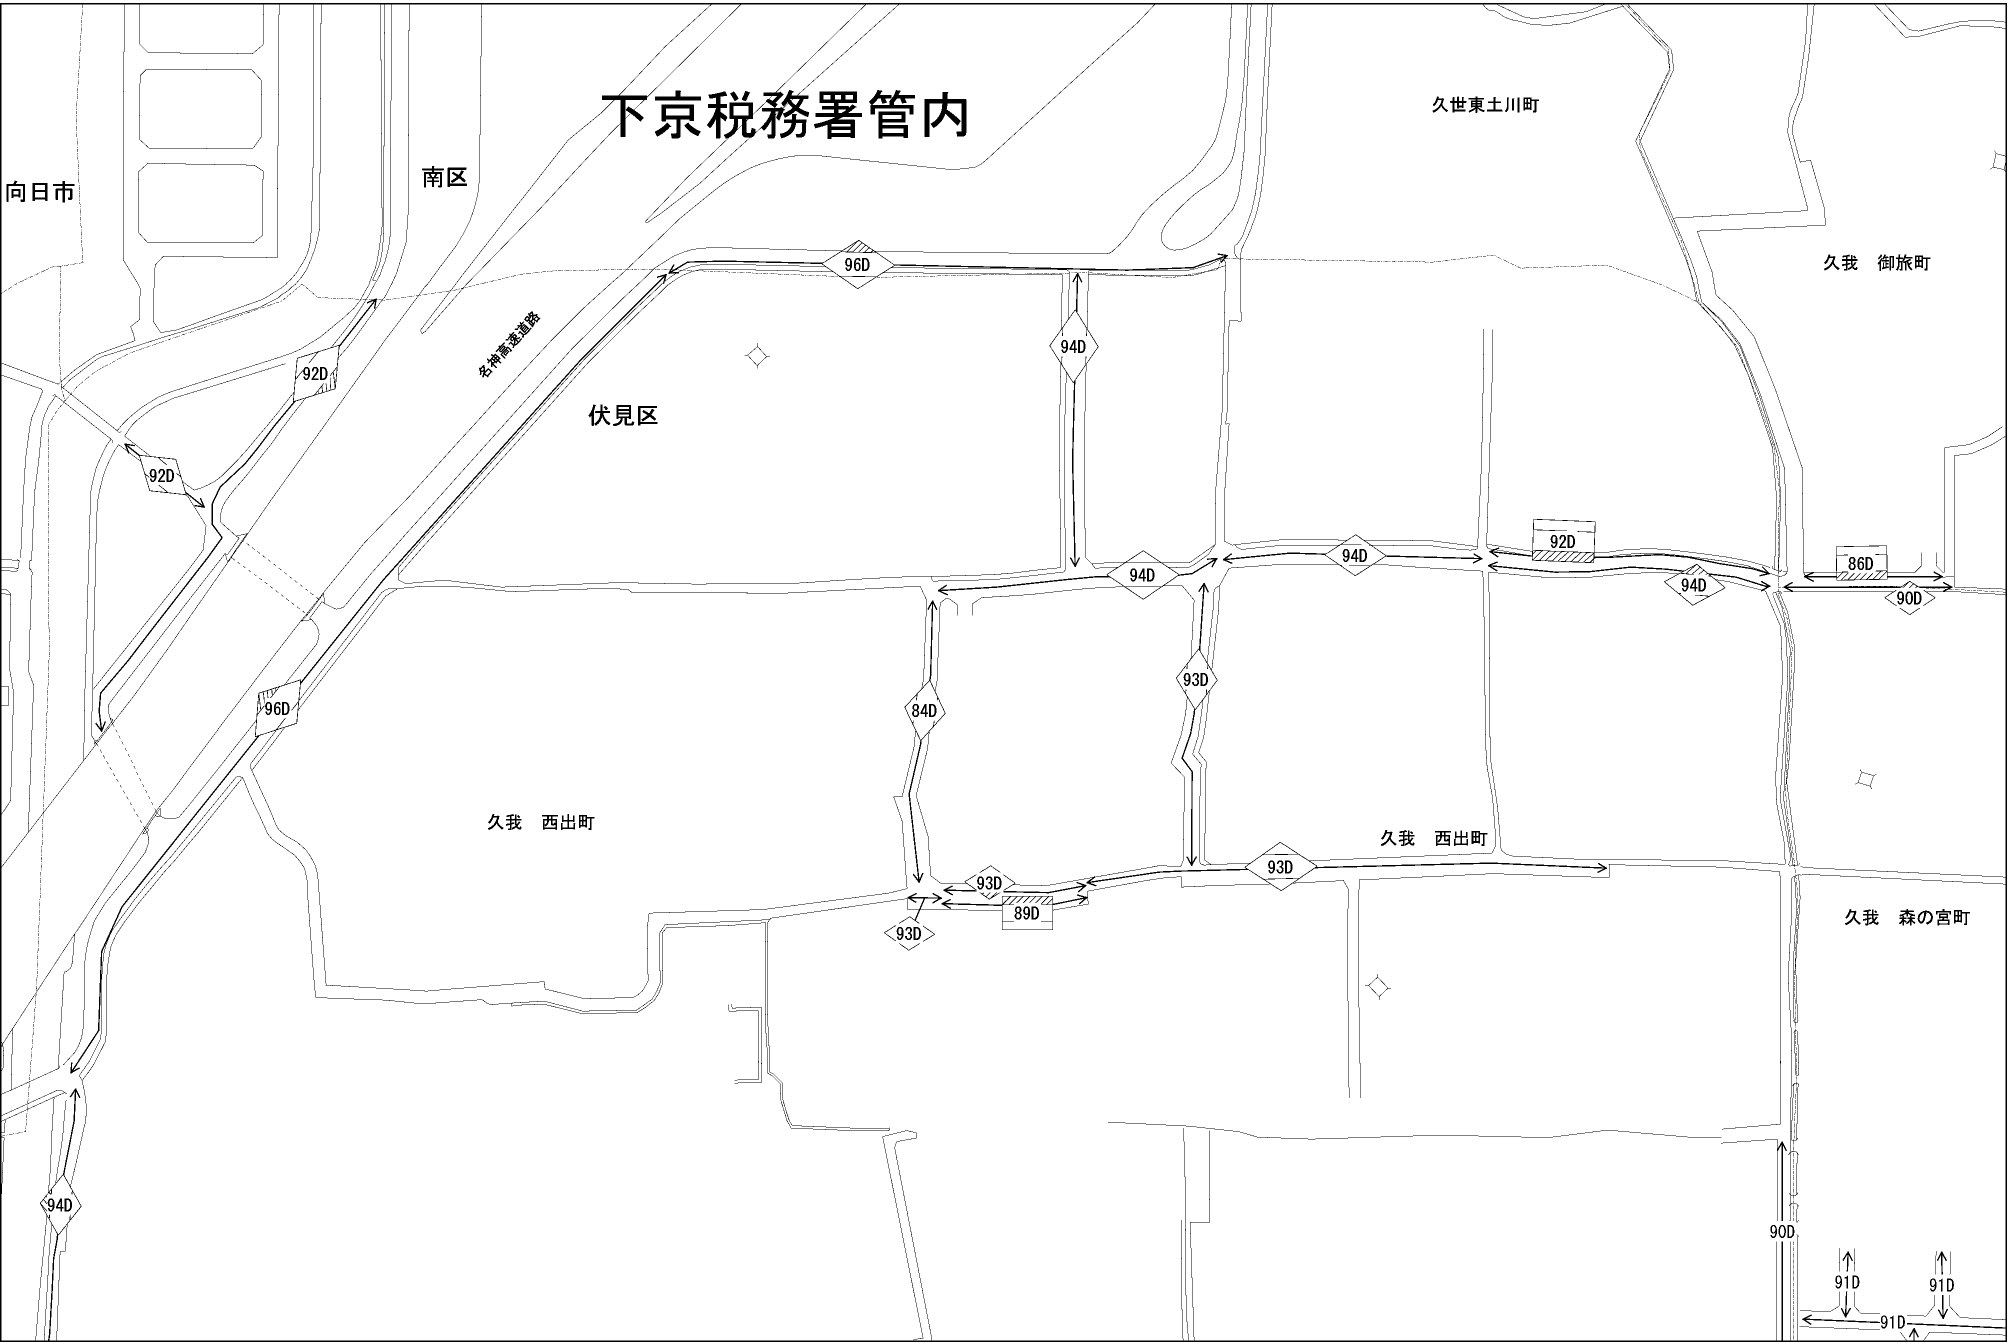 下京税務署管内
久世東土川町
南区
向日市
久我　御旅町
96D
名神高速道路
94D
92D
伏見区
92D
92D
94D
94D
86D
94D
90D
93D
96D
84D
久我　西出町
久我　西出町
93D
93D
89D
93D
久我　森の宮町
94D
90D
91D
91D
91D